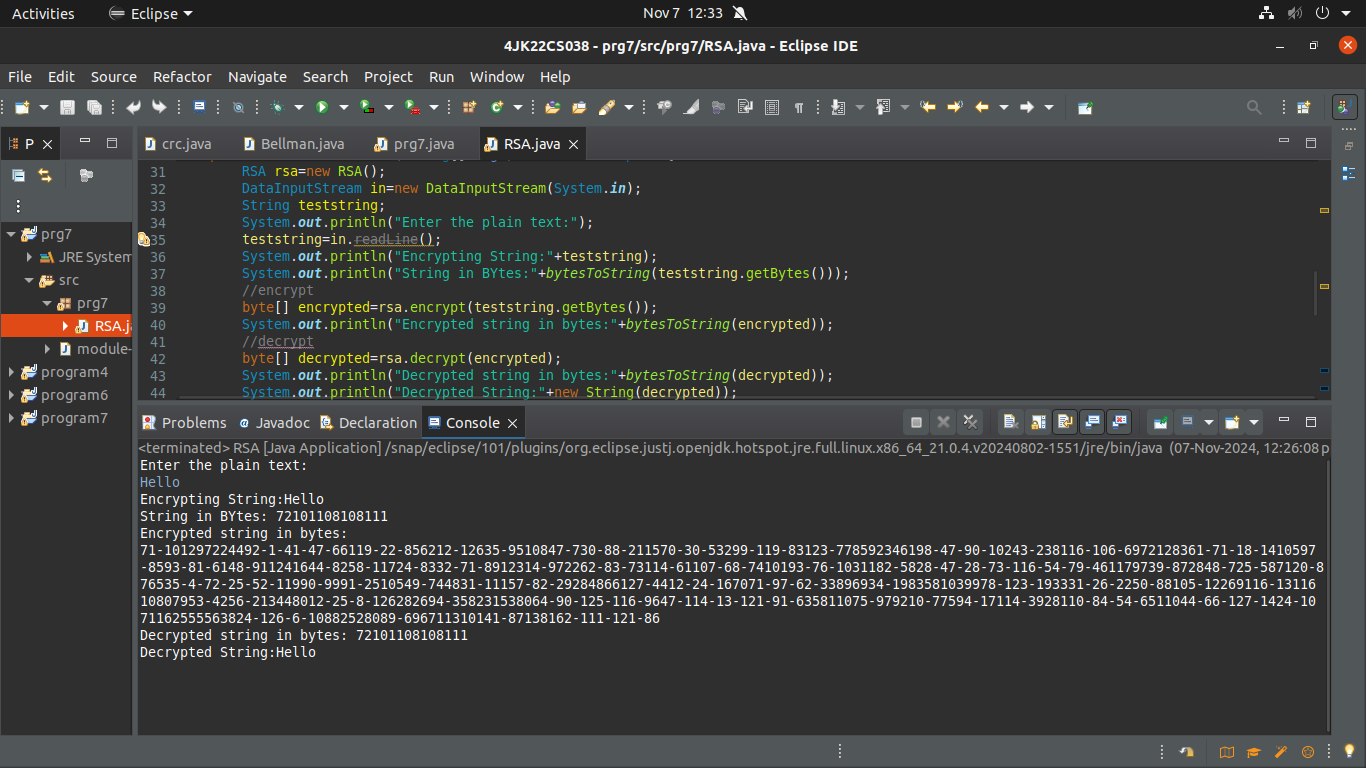 Activities Eclipse Nov 7 12:33
4JK22CS038 - prg7/src/prg7/RSA.java - Eclipse IDE
File Edit Source Refactor Navigate Search Project Run Window Help
P crc.java Bellman.java prg7.java RSA.java
prg7
JRE System
src
prg7
RSA.ja
module-
program4
program6
program7
31 RSA rsa=new RSA();
32 DataInputStream in=new DataInputStream(System.in);
33 String teststring;
34 System.out.println("Enter the plain text:");
35 teststring=in.readLine();
36 System.out.println("Encrypting String:"+teststring);
37 System.out.println("String in BYtes:"+bytesToString(teststring.getBytes()));
38 //encrypt
39 byte[] encrypted=rsa.encrypt(teststring.getBytes());
40 System.out.println("Encrypted string in bytes:"+bytesToString(encrypted));
41 //decrypt
42 byte[] decrypted=rsa.decrypt(encrypted);
43 System.out.println("Decrypted string in bytes:"+bytesToString(decrypted));
44 System.out.println("Decrypted String:"+new String(decrypted));
Problems Javadoc Declaration Console
<terminated> RSA [Java Application] /snap/eclipse/101/plugins/org.eclipse.justj.openjdk.hotspot.jre.full.linux.x86_64_21.0.4.v20240802-1551/jre/bin/java (07-Nov-2024, 12:26:08 p
Enter the plain text:
Hello
Encrypting String:Hello
String in BYtes: 72101108108111
Encrypted string in bytes:
71-101297224492-1-41-47-66119-22-856212-12635-9510847-730-88-211570-30-53299-119-83123-778592346198-47-90-10243-238116-106-6972128361-71-18-1410597
-8593-81-6148-911241644-8258-11724-8332-71-8912314-972262-83-73114-61107-68-7410193-76-1031182-5828-47-28-73-116-54-79-461179739-872848-725-587120-8
76535-4-72-25-52-11990-9991-2510549-744831-11157-82-29284866127-4412-24-167071-97-62-33896934-1983581039978-123-193331-26-2250-88105-12269116-13116
10807953-4256-213448012-25-8-126282694-358231538064-90-125-116-9647-114-13-121-91-635811075-979210-77594-17114-3928110-84-54-6511044-66-127-1424-10
71162555563824-126-6-10882528089-696711310141-87138162-111-121-86
Decrypted string in bytes: 72101108108111
Decrypted String:Hello